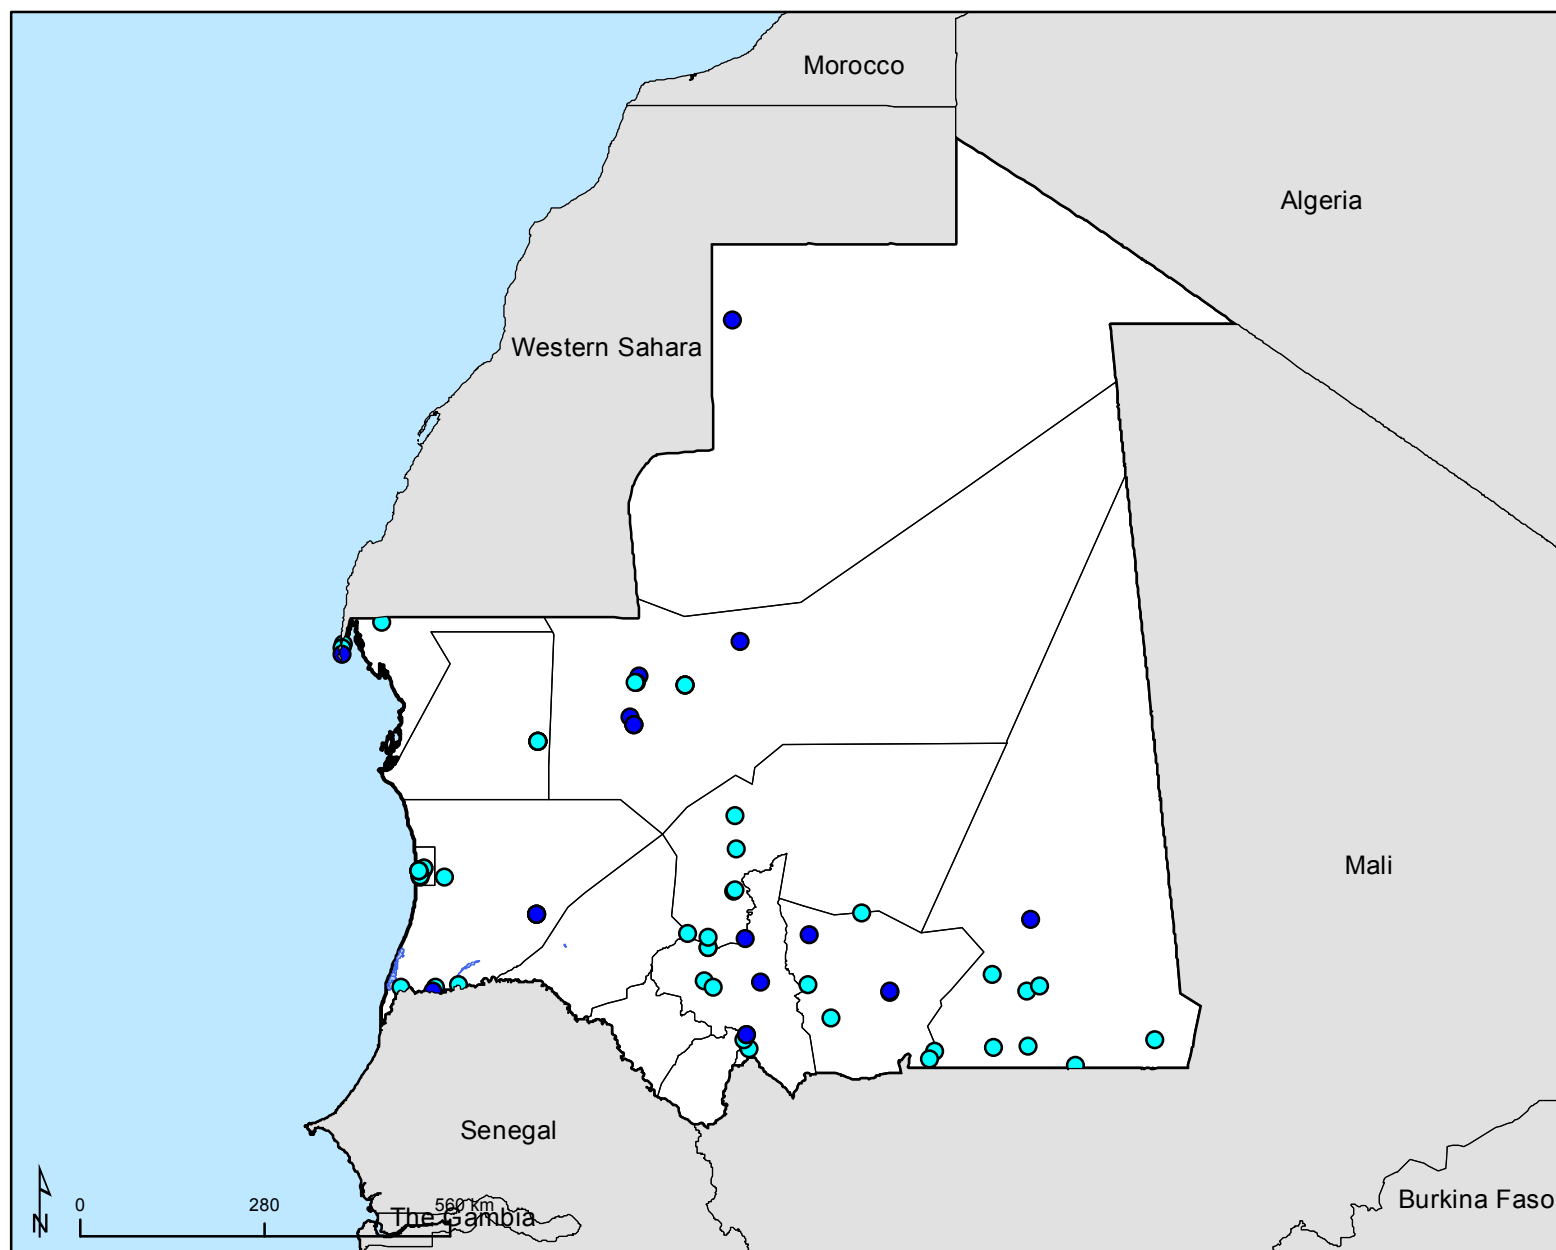 Morocco
Algeria
Western Sahara
Mali
Senegal
0 280 560 km
N
The Gambia
Burkina Faso